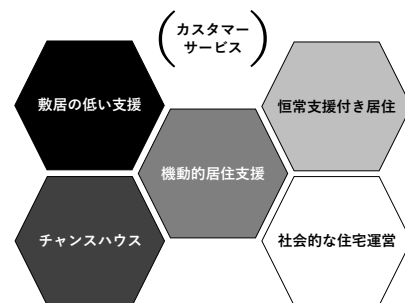 カスタマー
サービス
敷居の低い支援
恒常支援付き居住
機動的居住支援
チャンスハウス
社会的な住宅運営